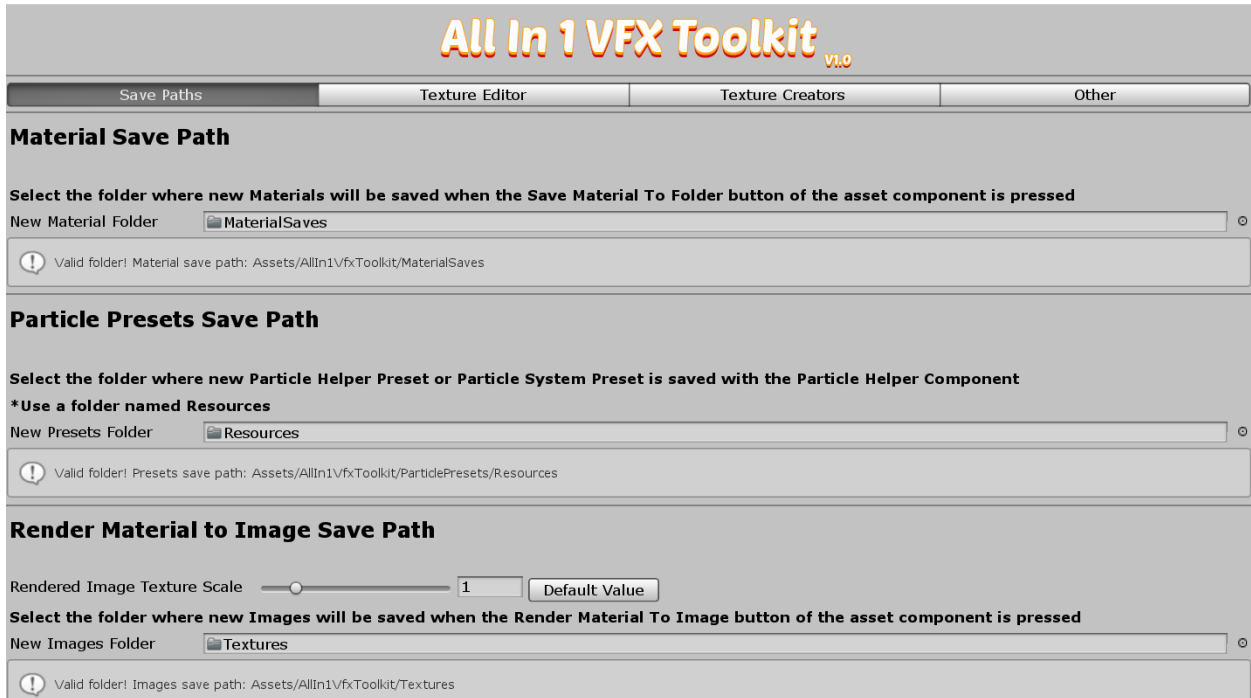 All In 1 VFX Toolkit V1.0
Save Paths Texture Editor Texture Creators Other
Material Save Path
Select the folder where new Materials will be saved when the Save Material To Folder button of the asset component is pressed
New Material Folder MaterialSaves
Valid folder! Material save path: Assets/AllIn1VfxToolkit/MaterialSaves
Particle Presets Save Path
Select the folder where new Particle Helper Preset or Particle System Preset is saved with the Particle Helper Component
*Use a folder named Resources
New Presets Folder Resources
Valid folder! Presets save path: Assets/AllIn1VfxToolkit/ParticlePresets/Resources
Render Material to Image Save Path
Rendered Image Texture Scale 1 Default Value
Select the folder where new Images will be saved when the Render Material To Image button of the asset component is pressed
New Images Folder Textures
Valid folder! Images save path: Assets/AllIn1VfxToolkit/Textures